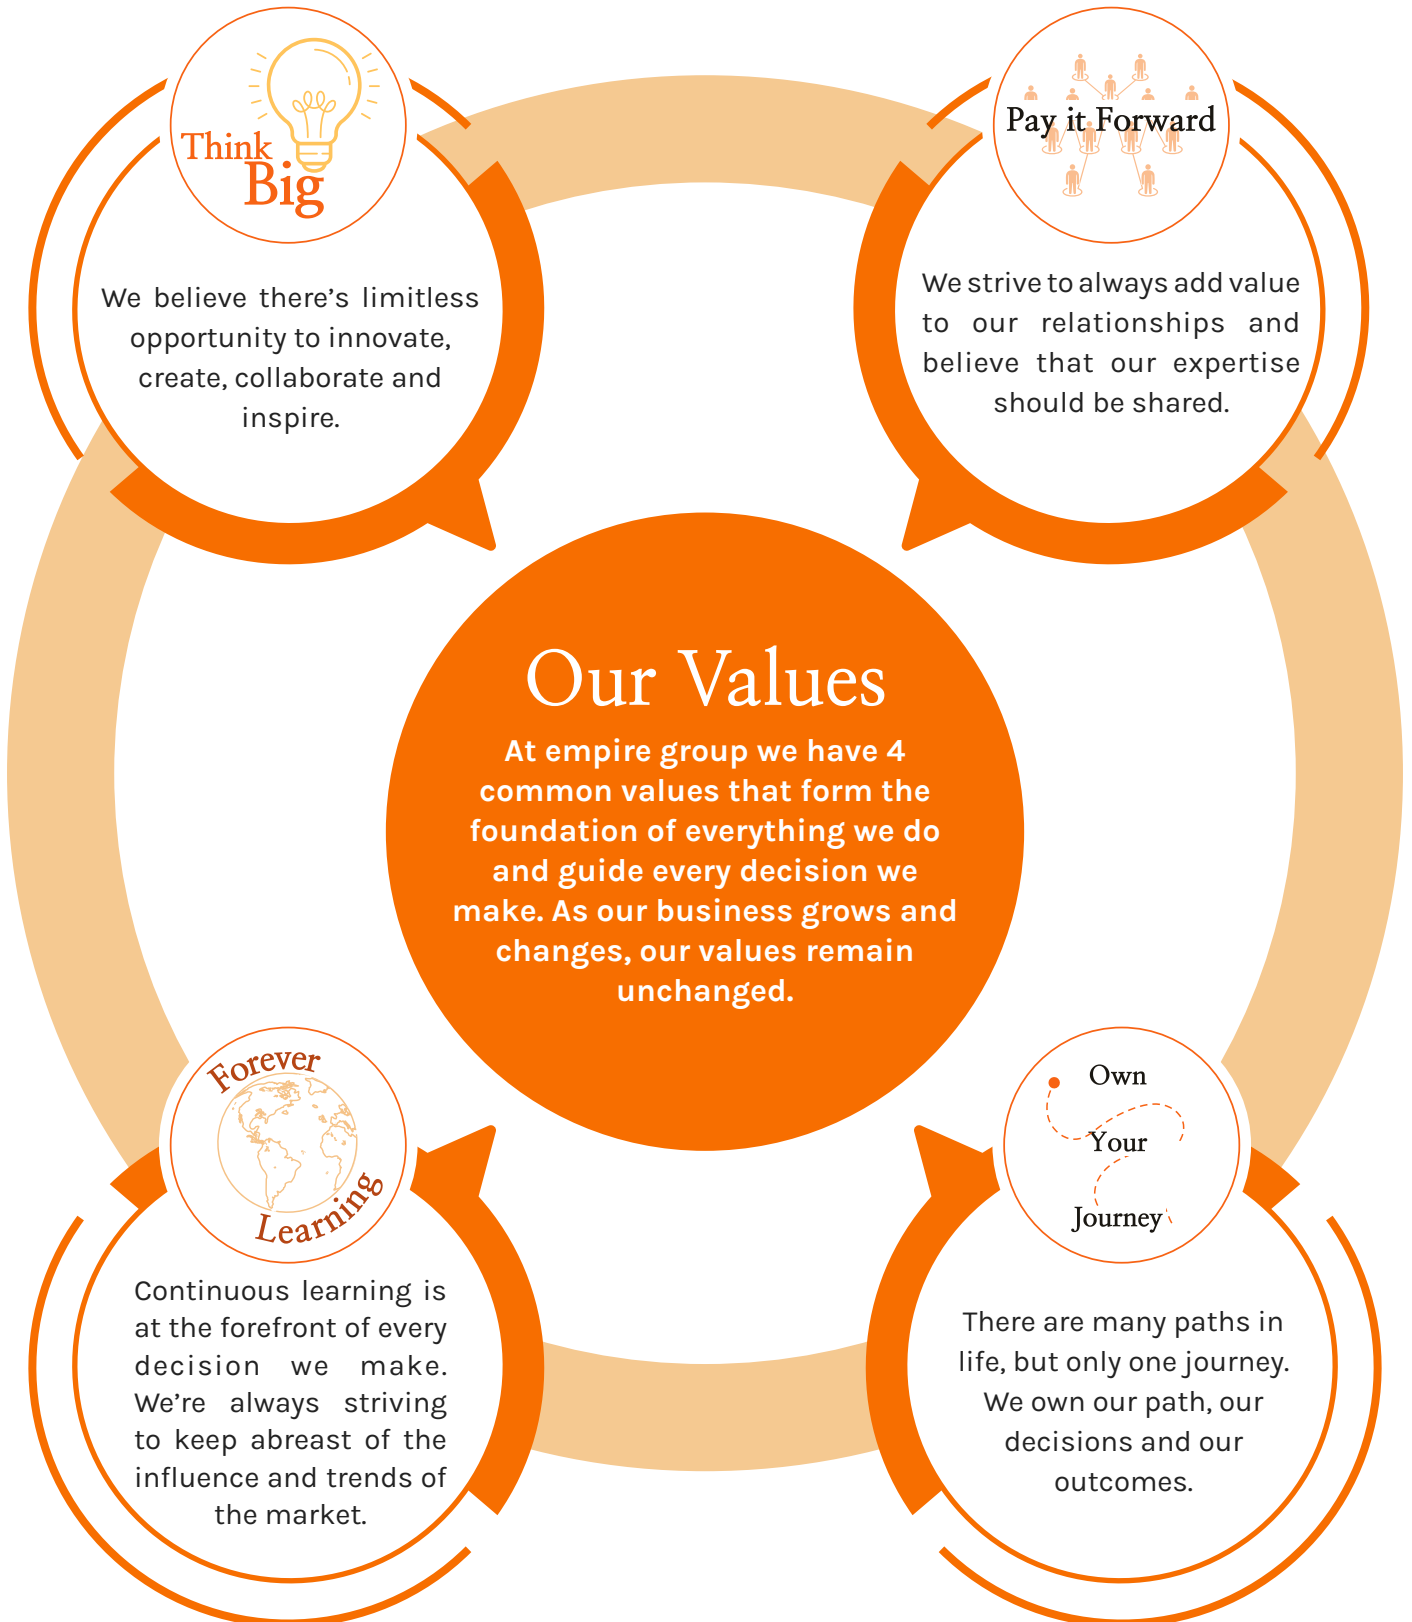 Think
Big
We believe there's limitless
opportunity to innovate,
create, collaborate and
inspire.
Pay it Forward
We strive to always add value
to our relationships and
believe that our expertise
should be shared.
Our Values
At empire group we have 4
common values that form the
foundation of everything we do
and guide every decision we
make. As our business grows and
changes, our values remain
unchanged.
Forever
Learning
Continuous learning is
at the forefront of every
decision we make.
We're always striving
to keep abreast of the
influence and trends of
the market.
Own
Your
Journey
There are many paths in
life, but only one journey.
We own our path, our
decisions and our
outcomes.